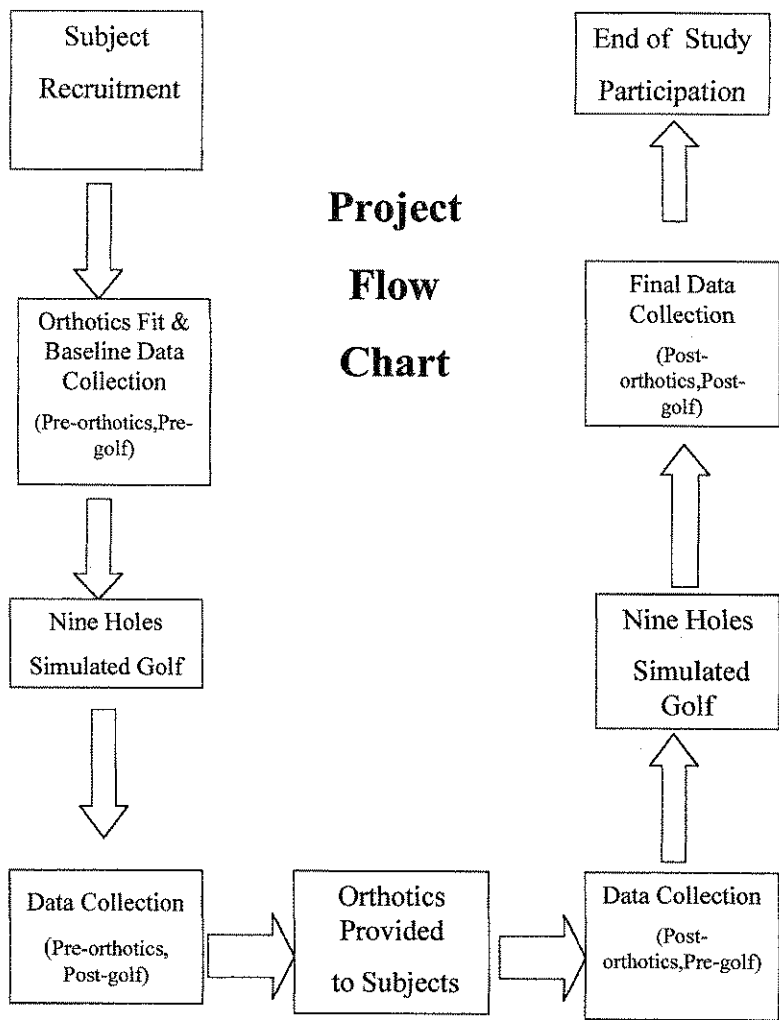 Subject
Recruitment
Orthotics Fit &
Baseline Data
Collection
(Pre-orthotics,Pre-
golf)
Nine Holes
Simulated Golf
Data Collection
(Pre-orthotics,
Post-golf)
Project
Flow
Chart
Orthotics
Provided
to Subjects
Data Collection
(Post-
orthotics,Pre-golf)
Nine Holes
Simulated
Golf
Final Data
Collection
(Post-
orthotics,Post-
golf)
End of Study
Participation